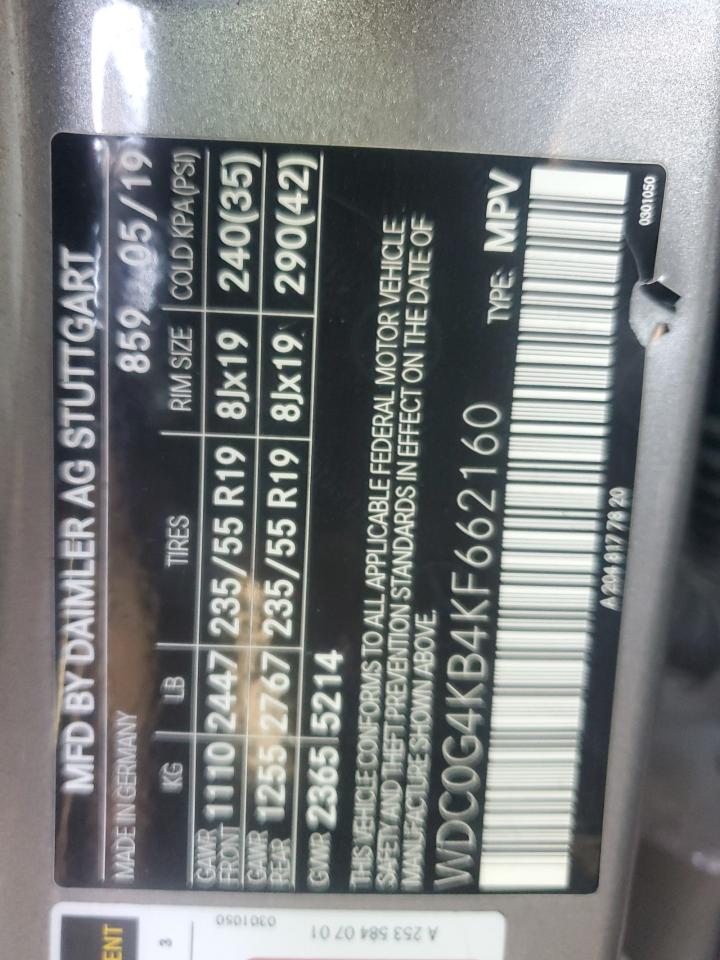 MFD BY DAIMLER AG STUTTGART
MADE IN GERMANY 859 05/19
KG LB TIRES RIM SIZE COLD KPA(PSI)
GAWR FRONT 1110 2447 235/55 R19 8Jx19 240(35)
GAWR REAR 1255 2767 235/55 R19 8Jx19 290(42)
GWR 2365 5214
THIS VEHICLE CONFORMS TO ALL APPLICABLE FEDERAL MOTOR VEHICLE
SAFETY AND THEFT PREVENTION STANDARDS IN EFFECT ON THE DATE OF
MANUFACTURE SHOWN ABOVE.
WDC0G4KB4KF662160 TYPE: MPV
A 204 817 78 20
0301050
ENT
3
0301050
A 253 584 07 01